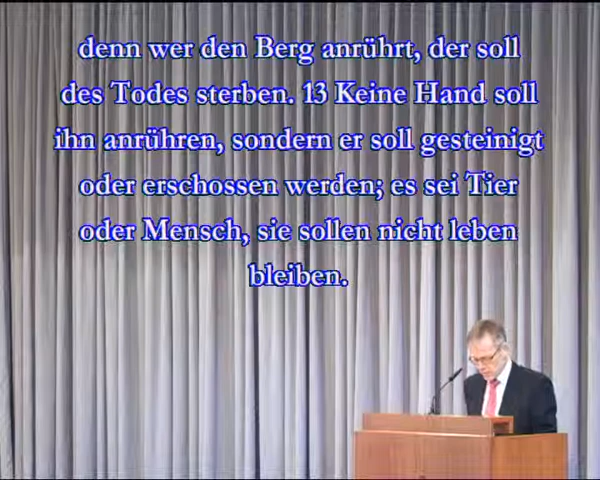 denn wer den Berg anrührt, der soll
des Todes sterben. 13 Keine Hand soll
ihn anrühren, sondern er soll gesteinigt
oder erschossen werden; es sei Tier
oder Mensch, sie sollen nicht leben
bleiben.